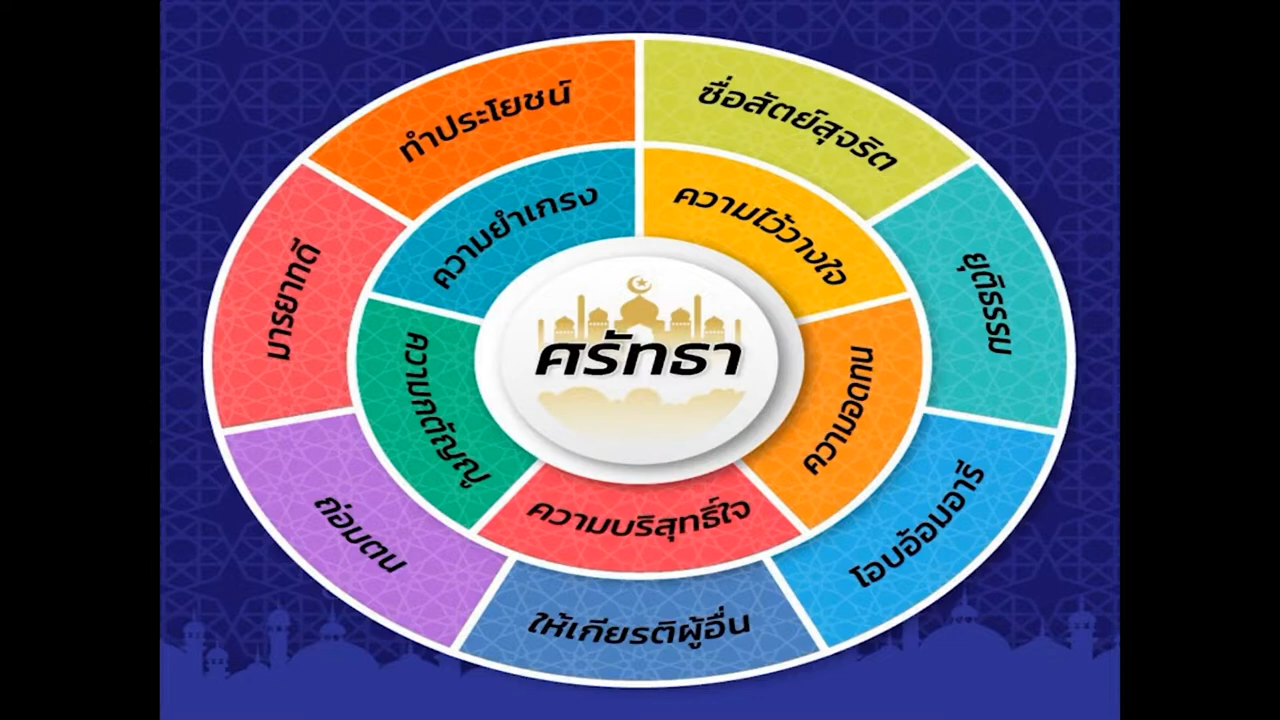 ศรัทธา
ความไว้วางใจ
ความอดทน
ความบริสุทธิ์ใจ
ความกตัญญู
ความยำเกรง
ซื่อสัตย์สุจริต
ยุติธรรม
โอบอ้อมอารี
ให้เกียรติผู้อื่น
ถ่อมตน
มารยาทดี
ทำประโยชน์